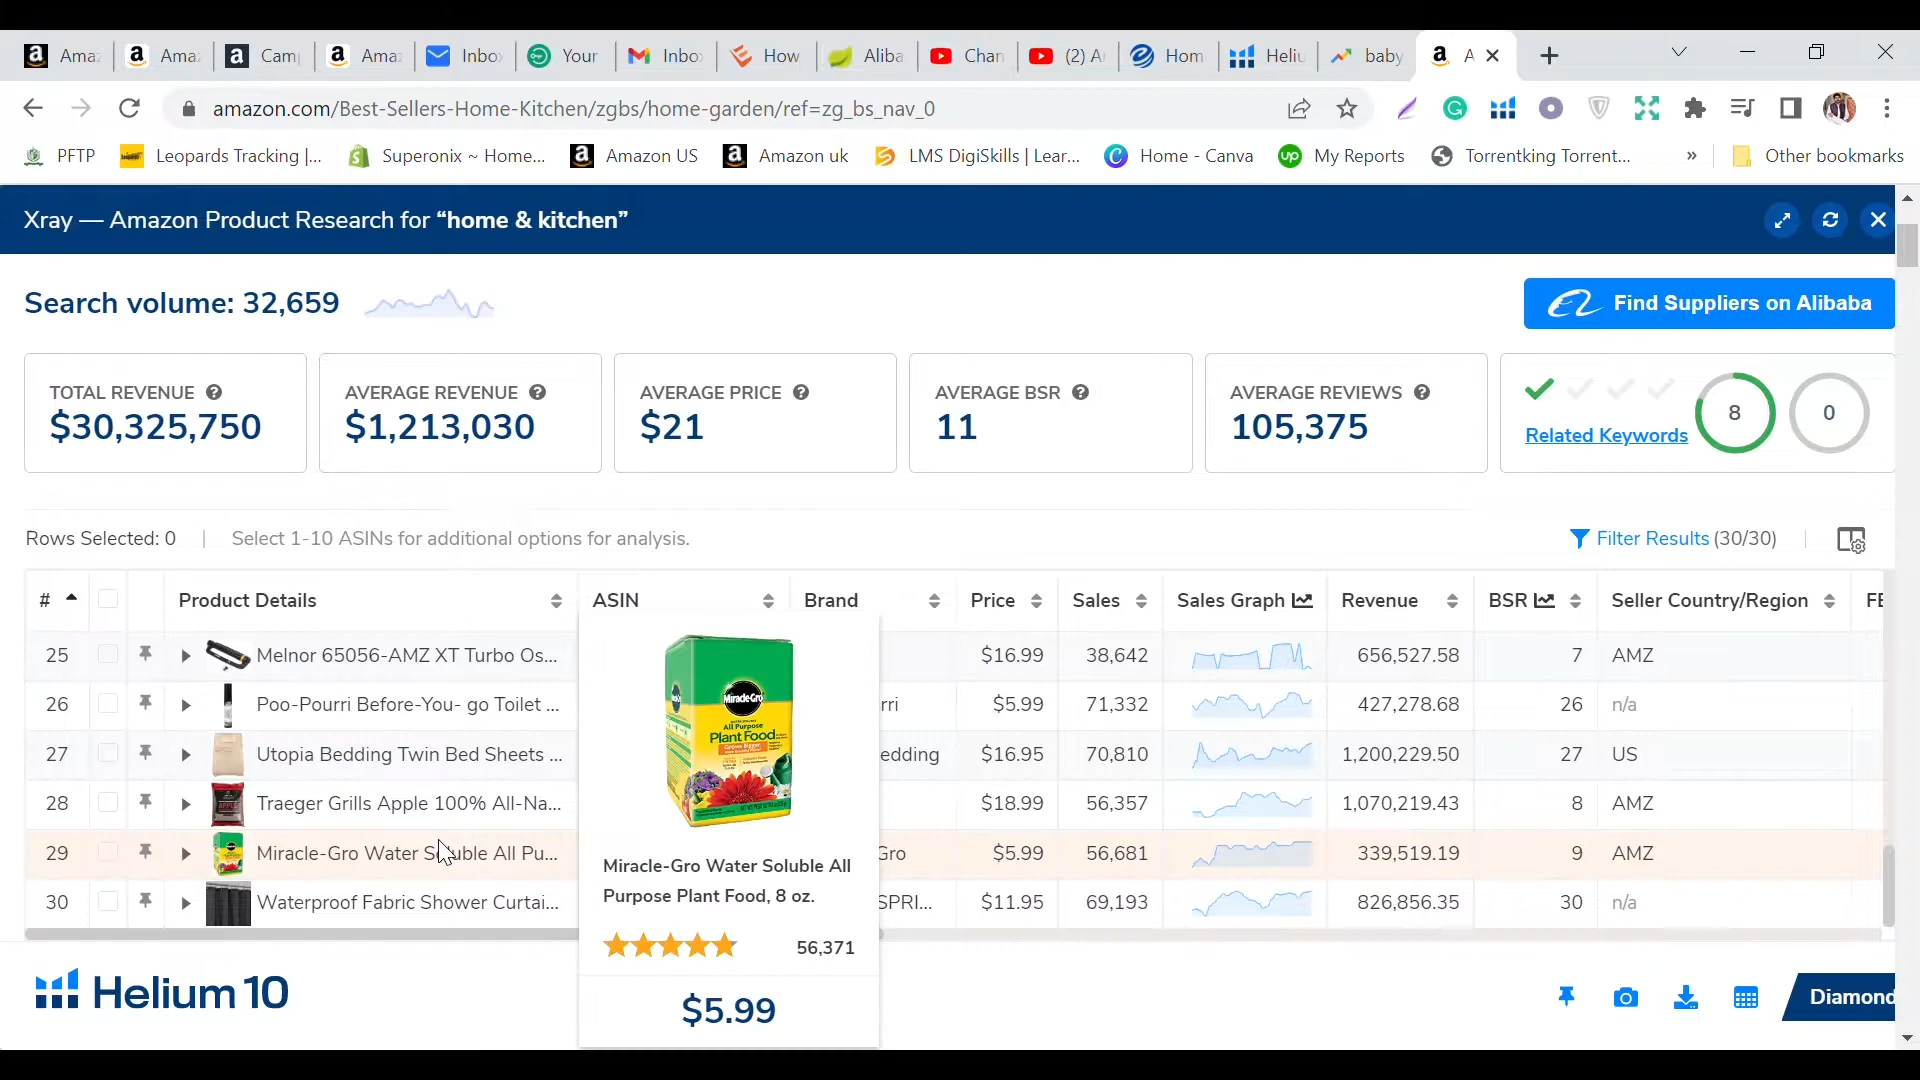 Ama
Ama
Cam
Ama
Inbo
Your
Inbo
How
Aliba
Chan
(2) A
Hom
Heliu
baby
A
amazon.com/Best-Sellers-Home-Kitchen/zgbs/home-garden/ref=zg_bs_nav_0
PFTP
Leopards Tracking |...
Superonix ~ Home...
Amazon US
Amazon uk
LMS DigiSkills | Lear...
Home - Canva
My Reports
Torrentking Torrent...
»
Other bookmarks
Xray — Amazon Product Research for “home & kitchen”
Search volume: 32,659
Find Suppliers on Alibaba
TOTAL REVENUE
$30,325,750
AVERAGE REVENUE
$1,213,030
AVERAGE PRICE
$21
AVERAGE BSR
11
AVERAGE REVIEWS
105,375
Related Keywords
8
0
Rows Selected: 0 | Select 1-10 ASINs for additional options for analysis.
Filter Results (30/30)
# Product Details ASIN Brand Price Sales Sales Graph Revenue BSR Seller Country/Region FE
25 Melnor 65056-AMZ XT Turbo Os... $16.99 38,642 656,527.58 7 AMZ
26 Poo-Pourri Before-You- go Toilet ... rri $5.99 71,332 427,278.68 26 n/a
27 Utopia Bedding Twin Bed Sheets ... edding $16.95 70,810 1,200,229.50 27 US
28 Traeger Grills Apple 100% All-Na... $18.99 56,357 1,070,219.43 8 AMZ
29 Miracle-Gro Water Soluble All Pu... Gro $5.99 56,681 339,519.19 9 AMZ
30 Waterproof Fabric Shower Curtai... SPRI... $11.95 69,193 826,856.35 30 n/a
Miracle-Gro
All Purpose
Plant Food
Miracle-Gro Water Soluble All
Purpose Plant Food, 8 oz.
56,371
$5.99
Helium 10
Diamond